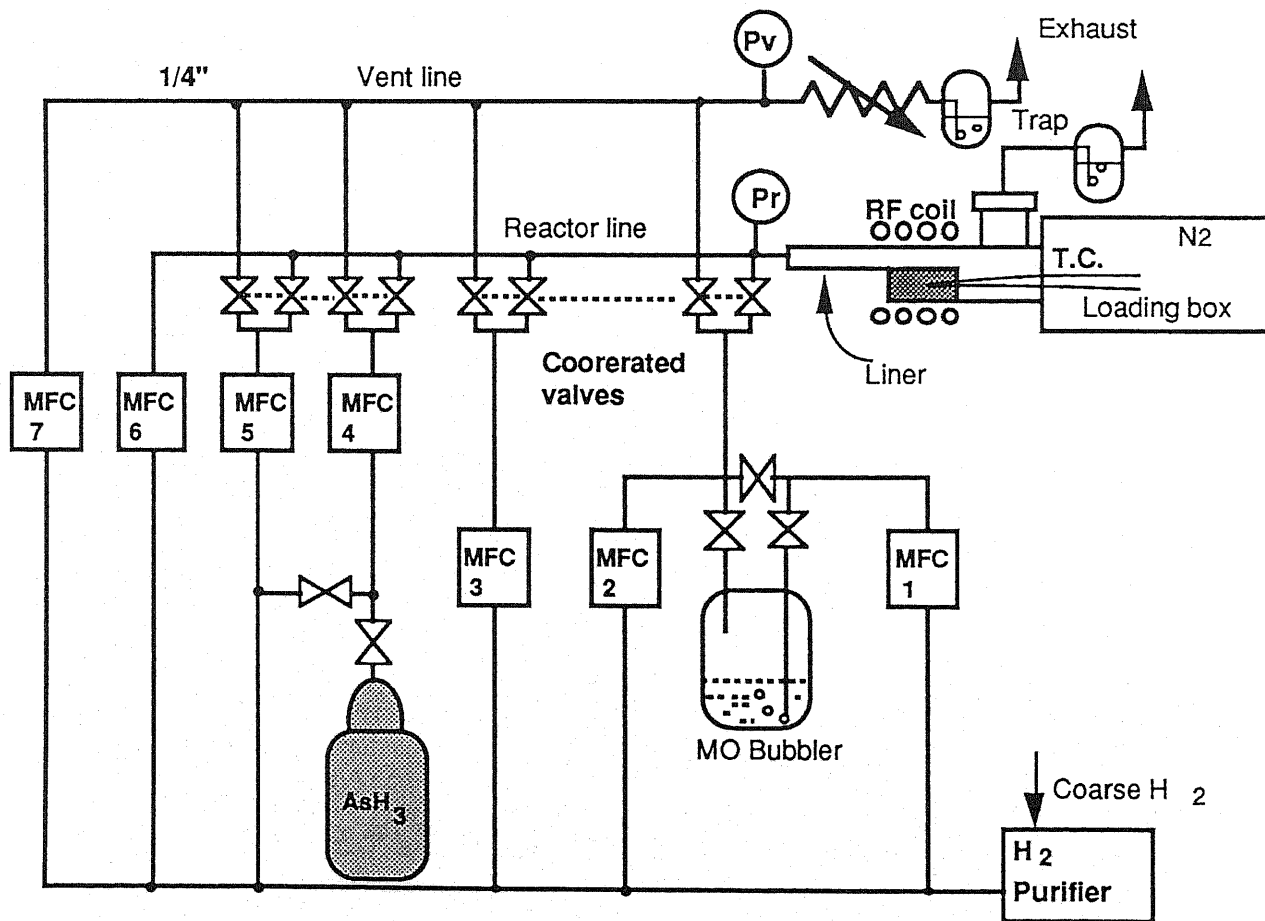 Exhaust
Pv
1/4"
Vent line
Trap
Pr
RF coil
N2
Reactor line
T.C.
Loading box
Coorerated
valves
Liner
MFC
7
MFC
6
MFC
5
MFC
4
MFC
3
MFC
2
MFC
1
MO Bubbler
AsH3
Coarse H 2
H2
Purifier